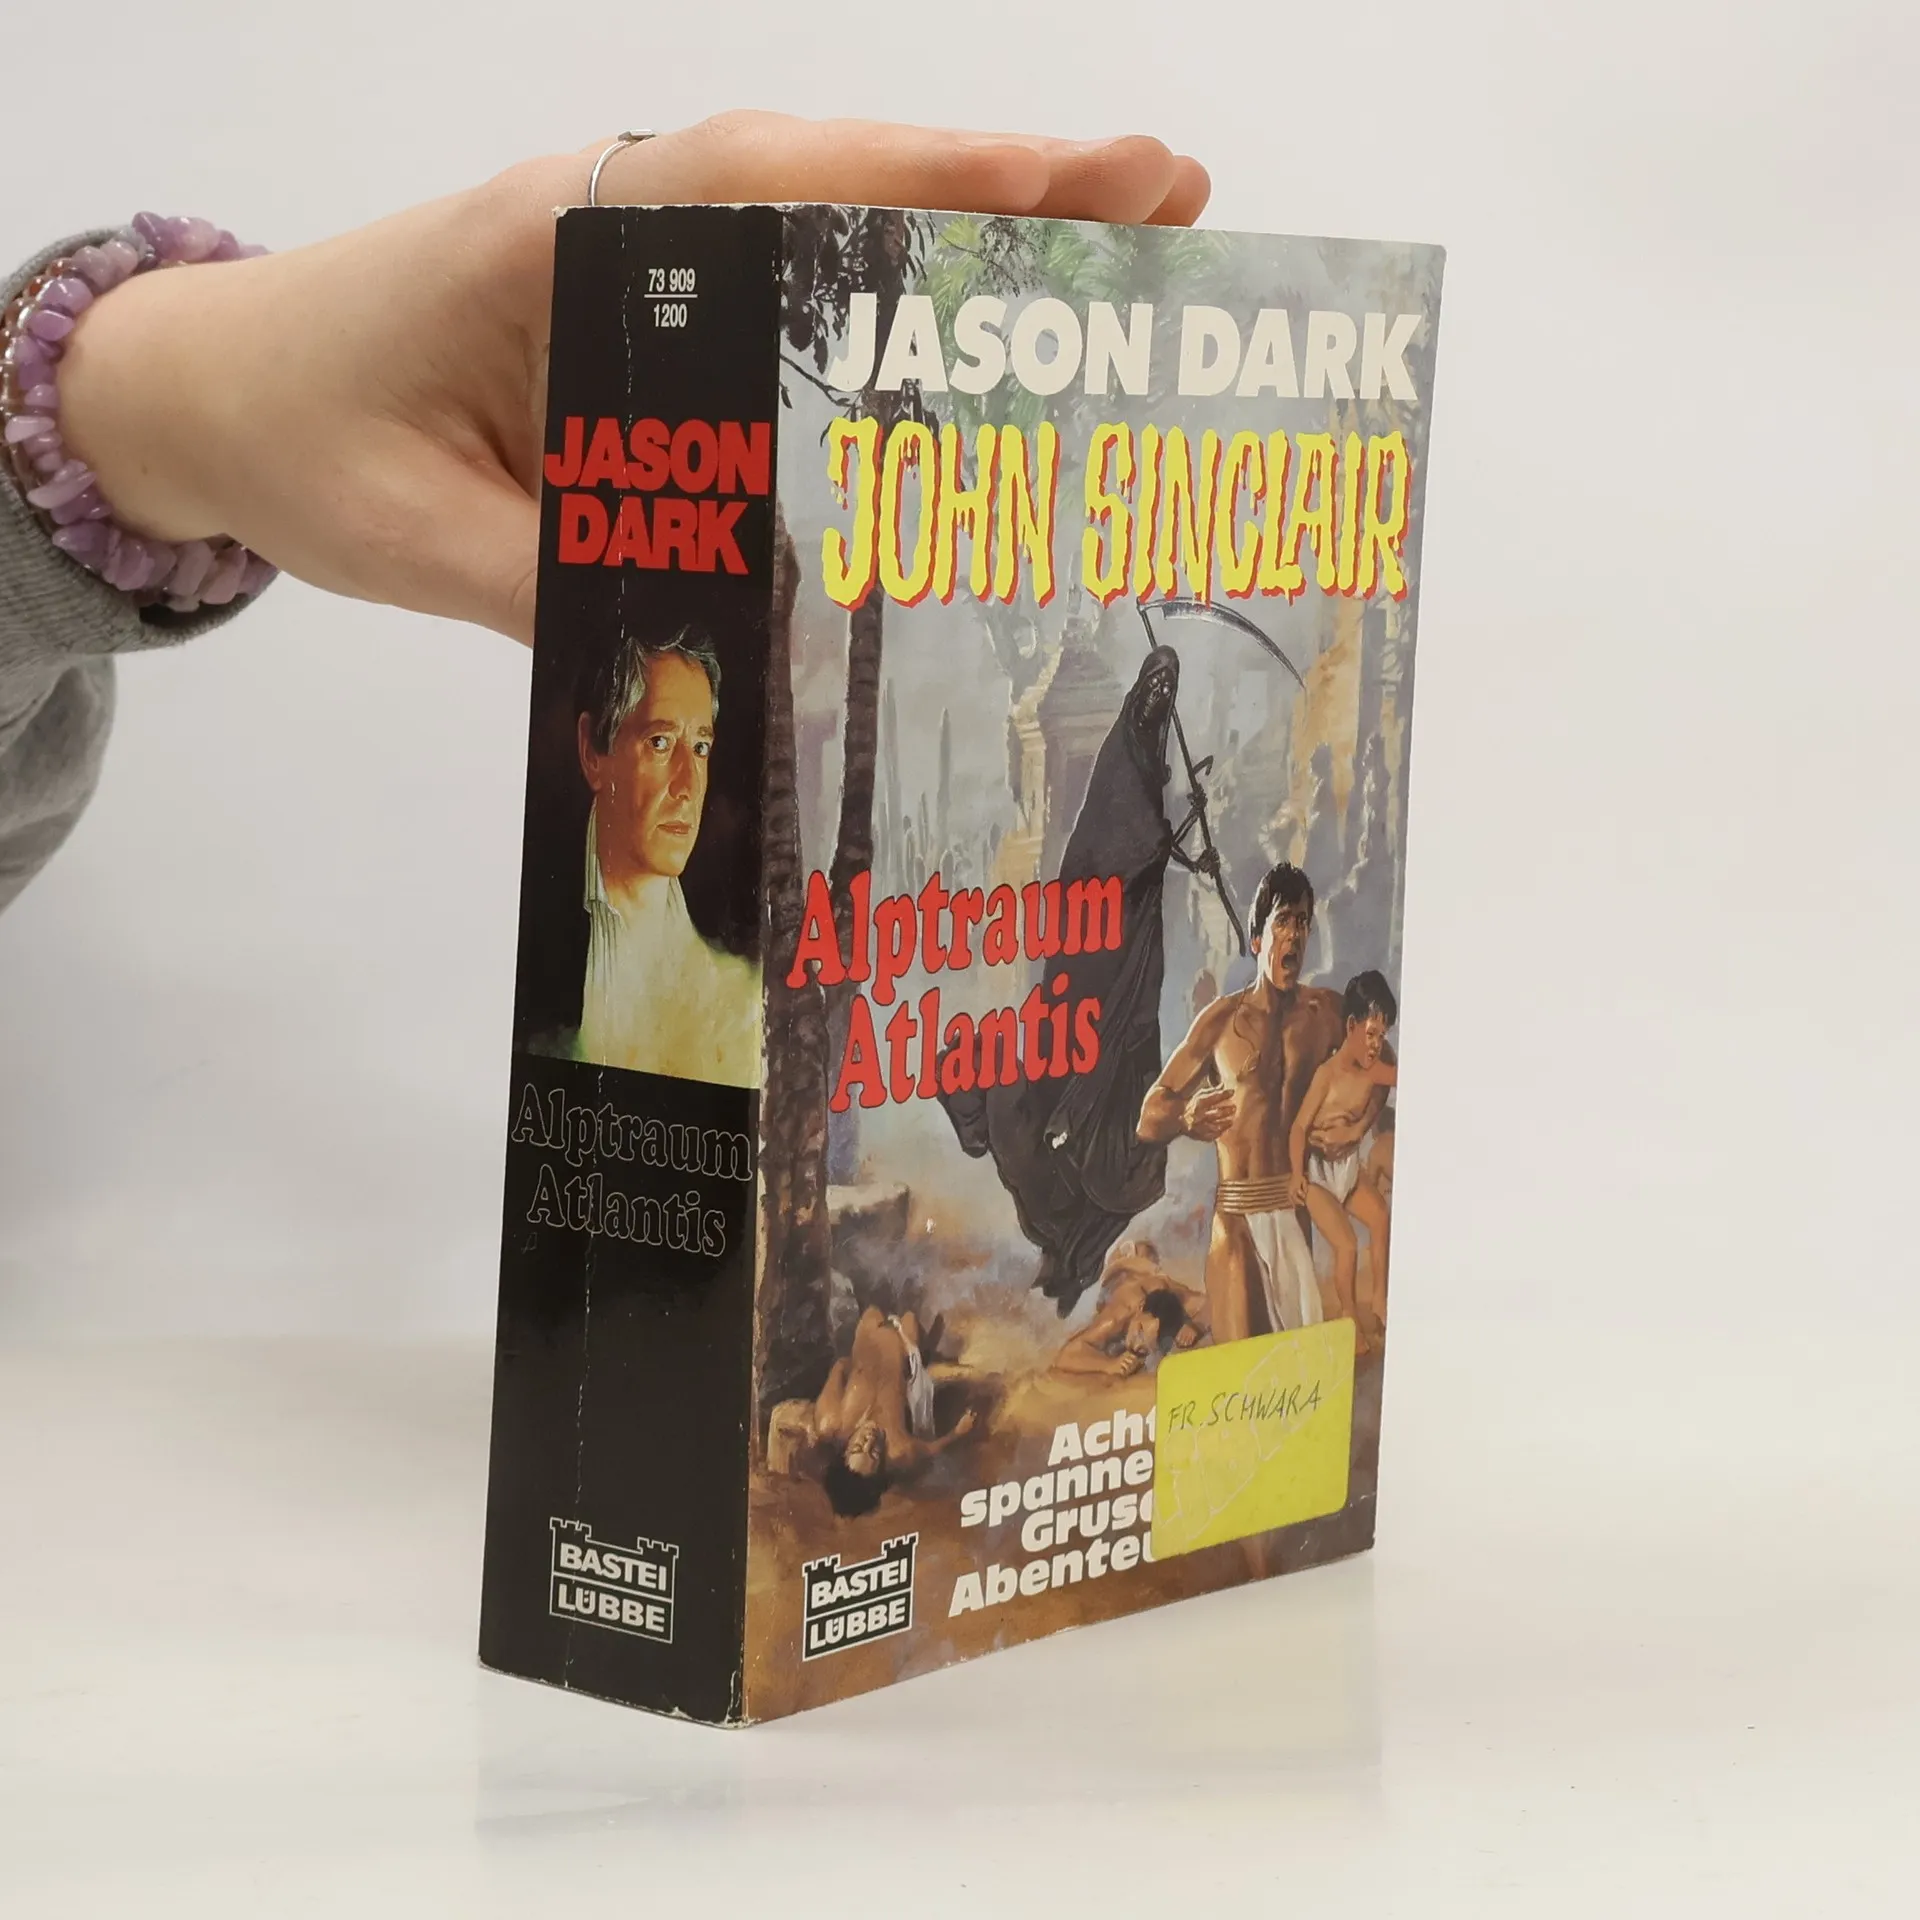 73 909
1200
JASON
DARK
Alptraum
Atlantis
BASTEI
LÜBBE
JASON DARK
JOHN SINCLAIR
Alptraum
Atlantis
FR. SCHWARA
Acht
spanne
Gruse
Abenteu
BASTEI
LÜBBE